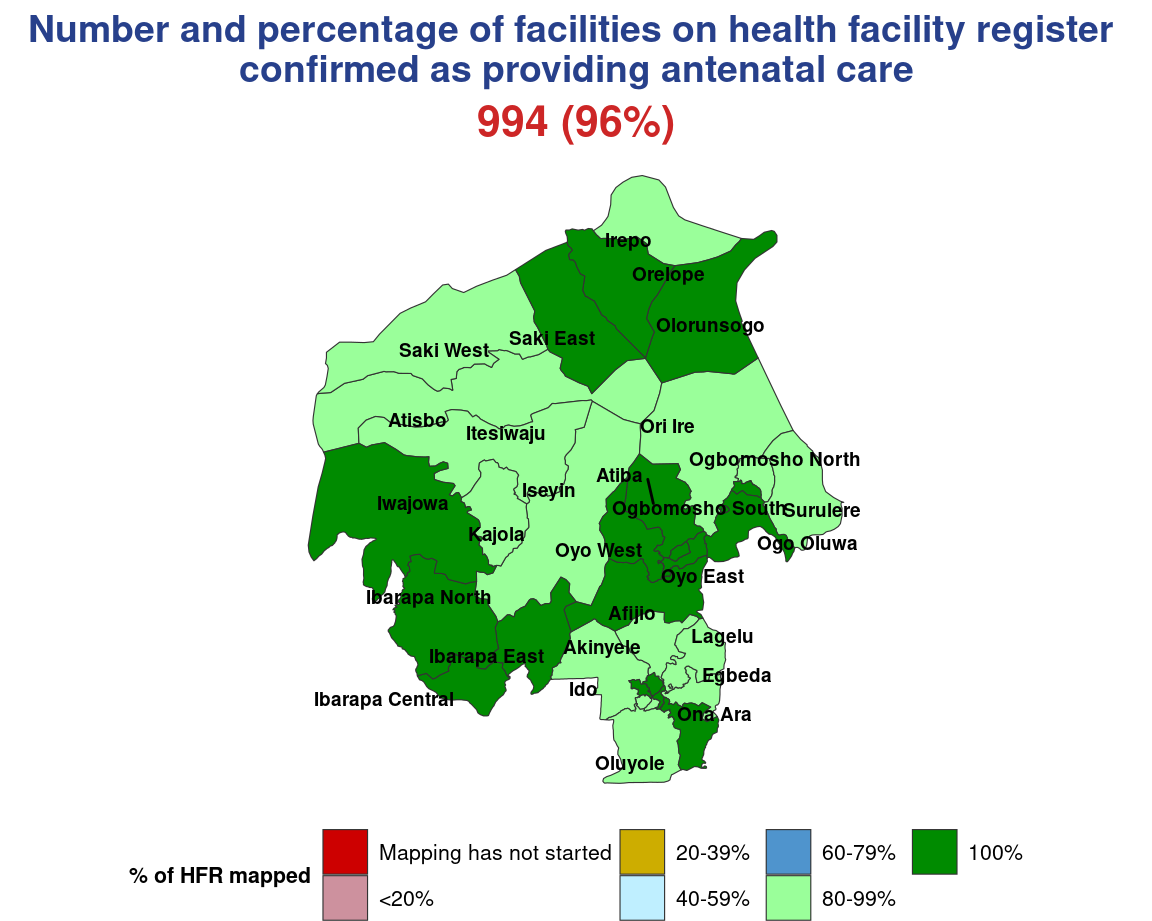 Number and percentage of facilities on health facility register
confirmed as providing antenatal care
994 (96%)
Irepo
Orelope
Olorunsogo
Saki East
Saki West
Atisbo
Itesiwaju
Ori Ire
Ogbomosho North
Atiba
Iseyin
Iwajowa
Ogbomosho South
Surulere
Kajola
Oyo West
Ogo Oluwa
Oyo East
Ibarapa North
Afijio
Lagelu
Akinyele
Ibarapa East
Egbeda
Ido
Ibarapa Central
Ona Ara
Oluyole
% of HFR mapped
Mapping has not started
<20%
20-39%
40-59%
60-79%
80-99%
100%